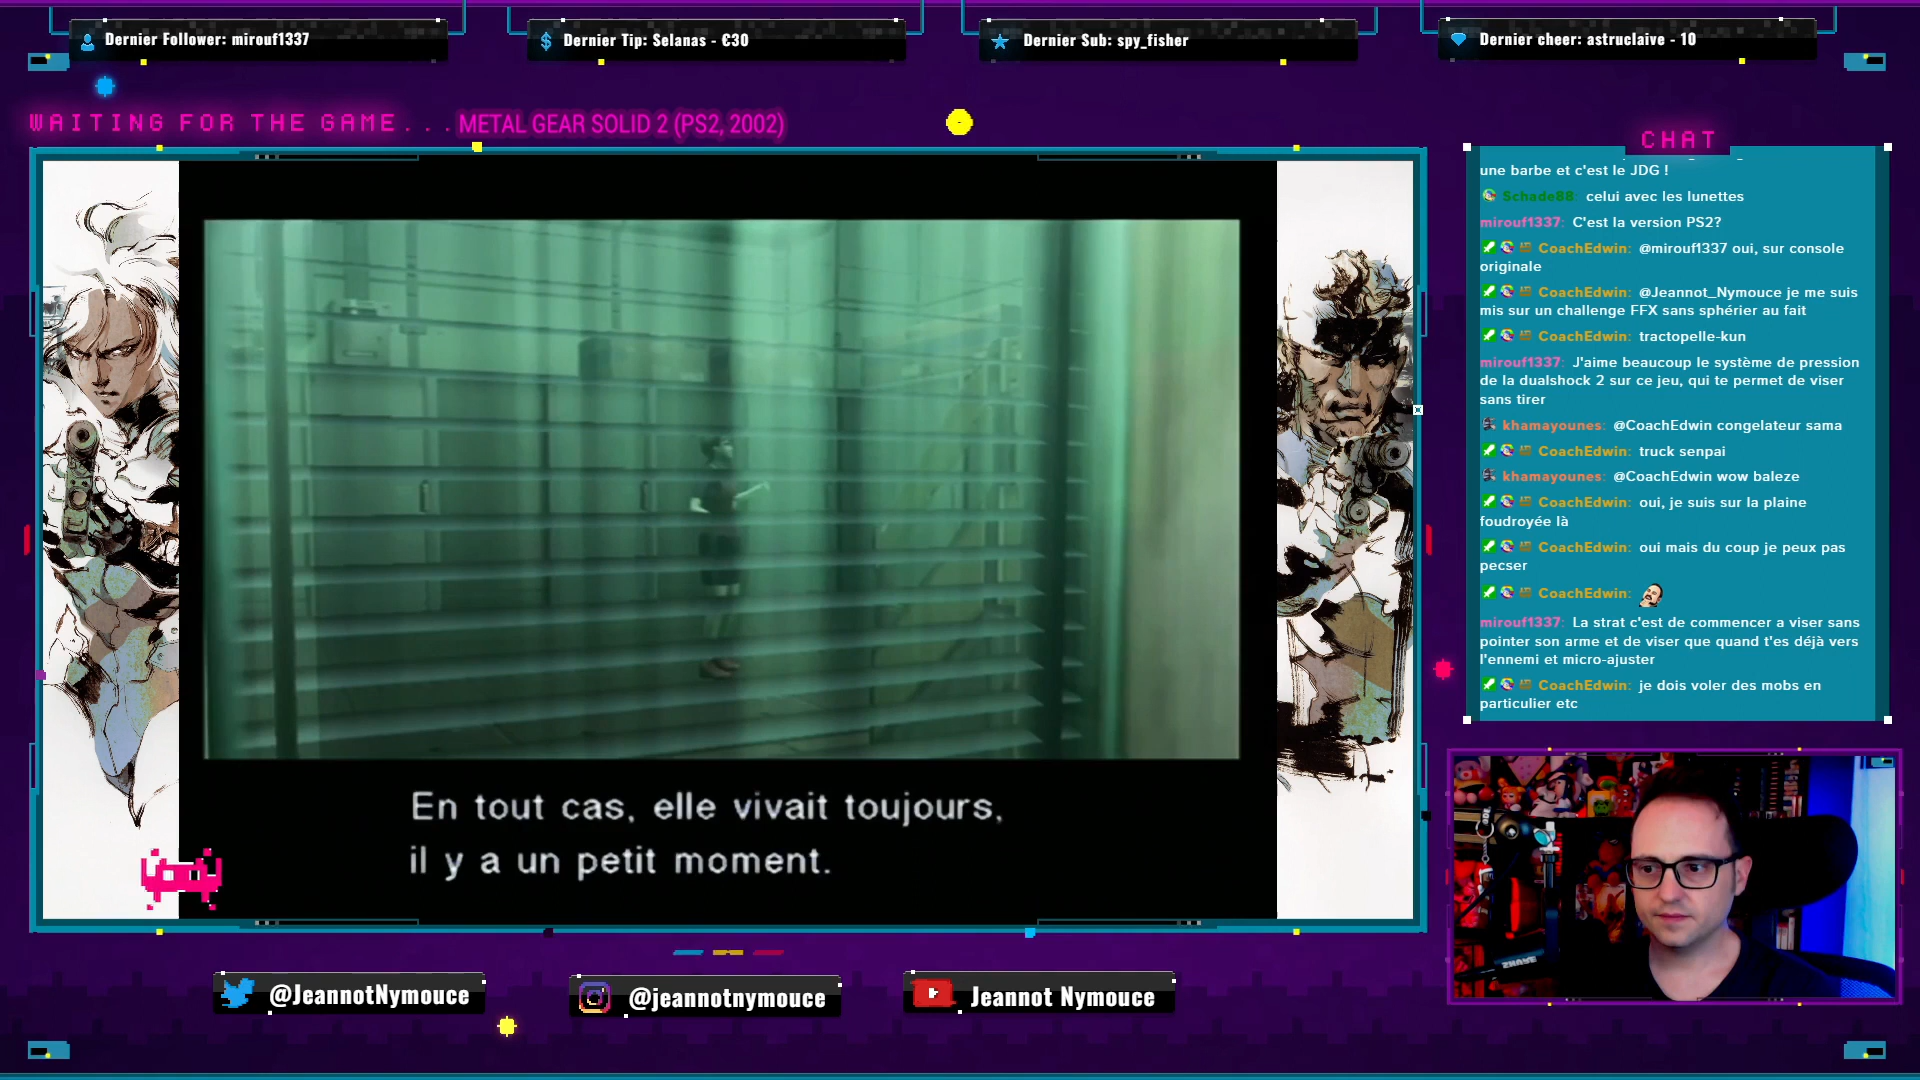 Dernier Follower: mirouf1337
Dernier Tip: Selanas - €30
Dernier Sub: spy_fisher
Dernier cheer: astruclaive - 10
WAITING FOR THE GAME... METAL GEAR SOLID 2 (PS2, 2002)
CHAT
une barbe et c'est le JDG !
Schade88: celui avec les lunettes
mirouf1337: C'est la version PS2?
CoachEdwin: @mirouf1337 oui, sur console
originale
CoachEdwin: @Jeannot_Nymouce je me suis
mis sur un challenge FFX sans sphérier au fait
CoachEdwin: tractopelle-kun
mirouf1337: J'aime beaucoup le système de pression
de la dualshock 2 sur ce jeu, qui te permet de viser
sans tirer
khamayounes: @CoachEdwin congelateur sama
CoachEdwin: truck senpai
khamayounes: @CoachEdwin wow baleze
CoachEdwin: oui, je suis sur la plaine
foudroyée là
CoachEdwin: oui mais du coup je peux pas
pecser
CoachEdwin:
mirouf1337: La strat c'est de commencer a viser sans
pointer son arme et de viser que quand t'es déjà vers
l'ennemi et micro-ajuster
CoachEdwin: je dois voler des mobs en
particulier etc
En tout cas, elle vivait toujours,
il y a un petit moment.
@JeannotNymouce
@jeannotnymouce
Jeannot Nymouce